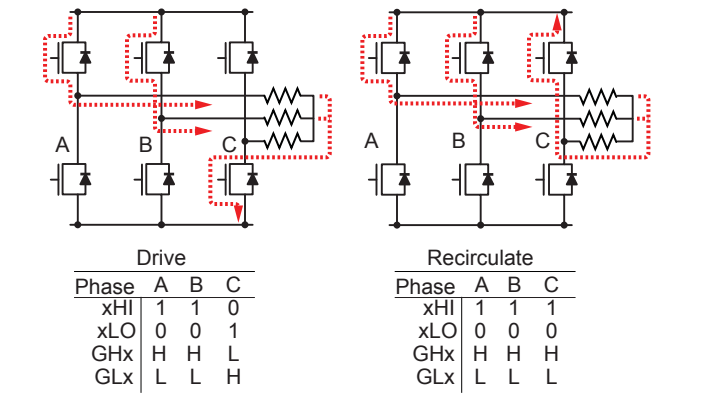 A B C
A B C
Drive
Phase A B C
xHI 1 1 0
xLO 0 0 1
GHx H H L
GLx L L H
Recirculate
Phase A B C
xHI 1 1 1
xLO 0 0 0
GHx H H H
GLx L L L